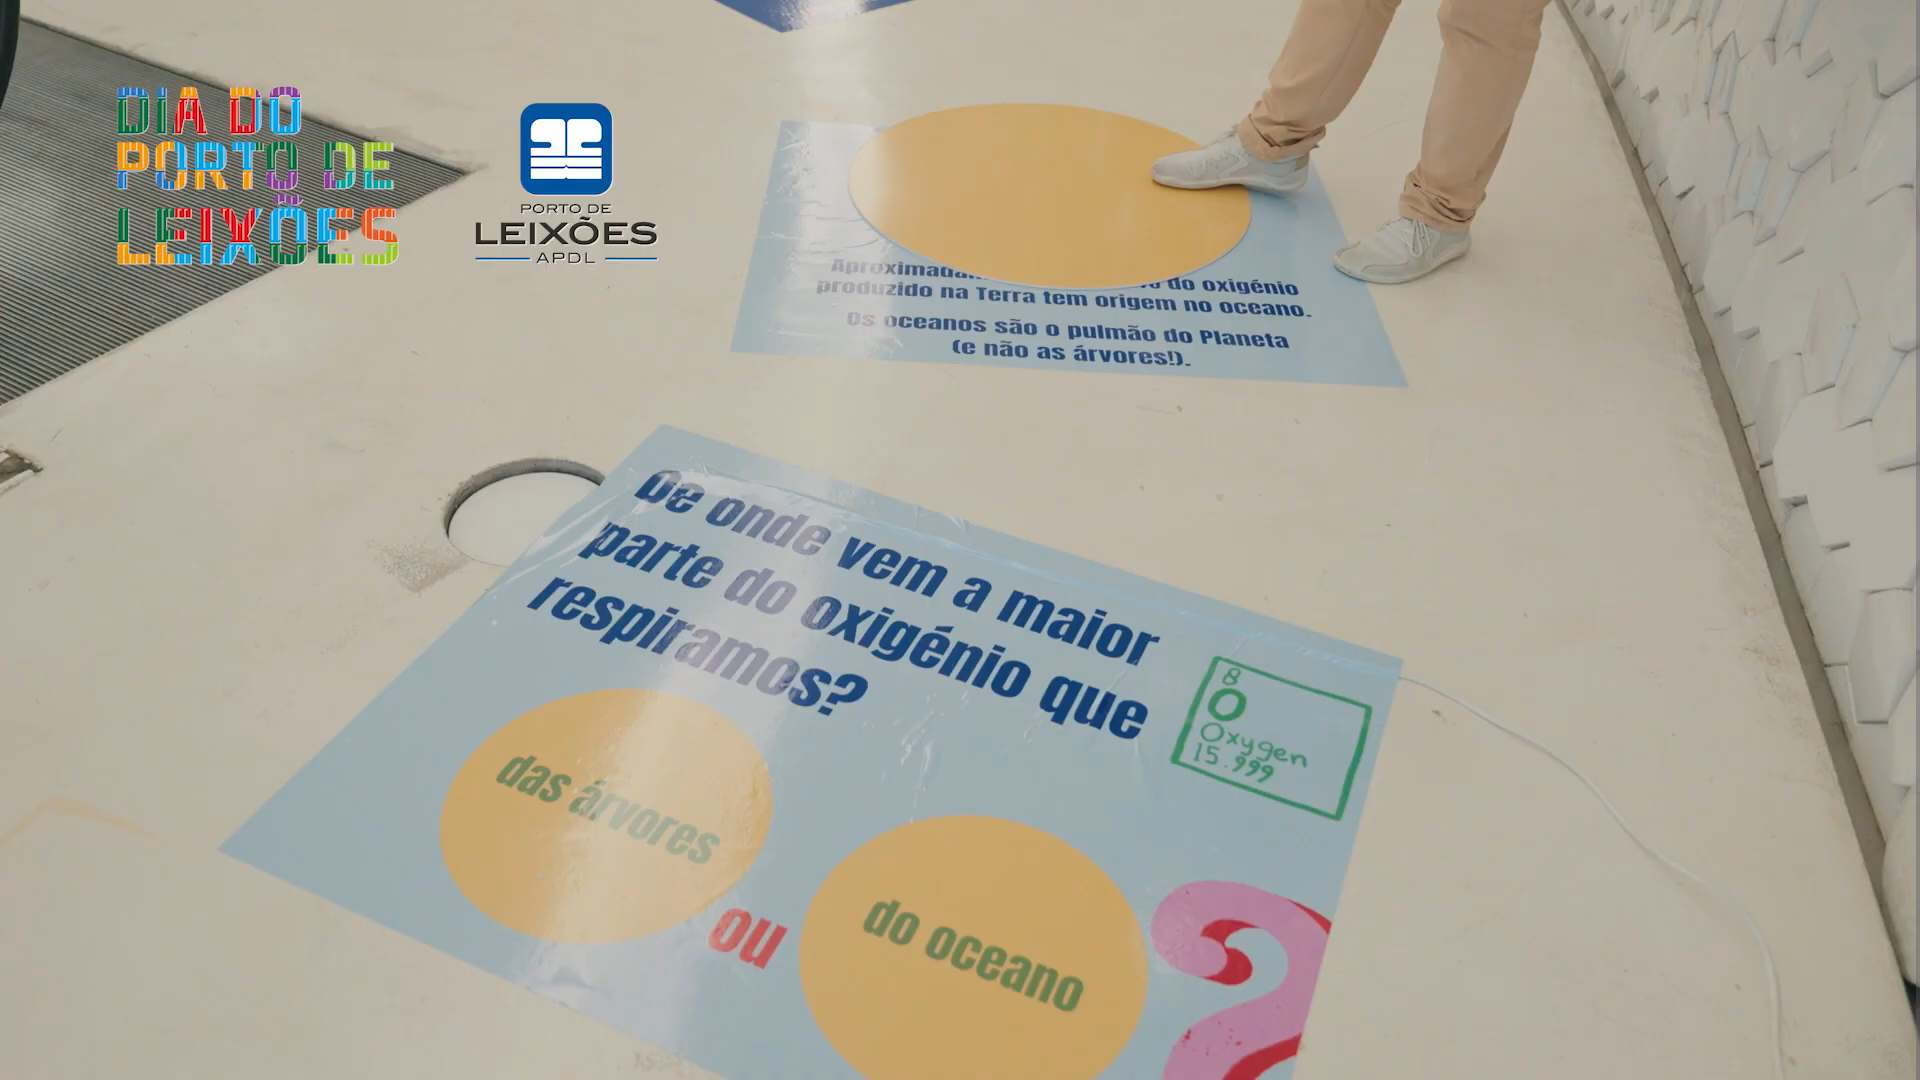 DIA DO
PORTO DE
LEIXÕES
PORTO DE
LEIXÕES
APDL
do oxigénio
produzido na Terra tem origem no oceano.
Os oceanos são o pulmão do Planeta
(e não as árvores!).
De onde vem a maior
parte do oxigénio que
respiramos?
8
O
Oxygen
15.999
das árvores
ou
do oceano
?